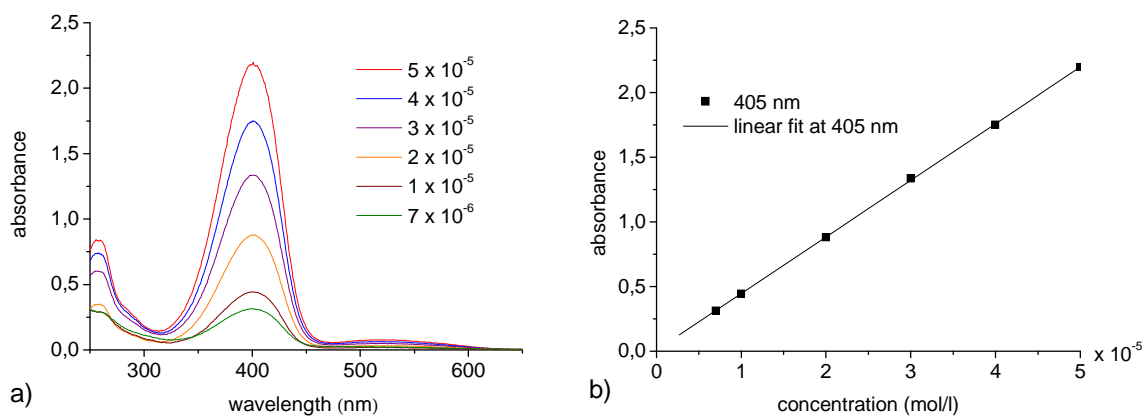 2,5
2,0
1,5
1,0
0,5
0,0
absorbance
5 x 10⁻⁵
4 x 10⁻⁵
3 x 10⁻⁵
2 x 10⁻⁵
1 x 10⁻⁵
7 x 10⁻⁶
300 400 500 600
wavelength (nm)
a)
2,5
2,0
1,5
1,0
0,5
0,0
absorbance
405 nm
linear fit at 405 nm
0 1 2 3 4 5 x 10⁻⁵
concentration (mol/l)
b)